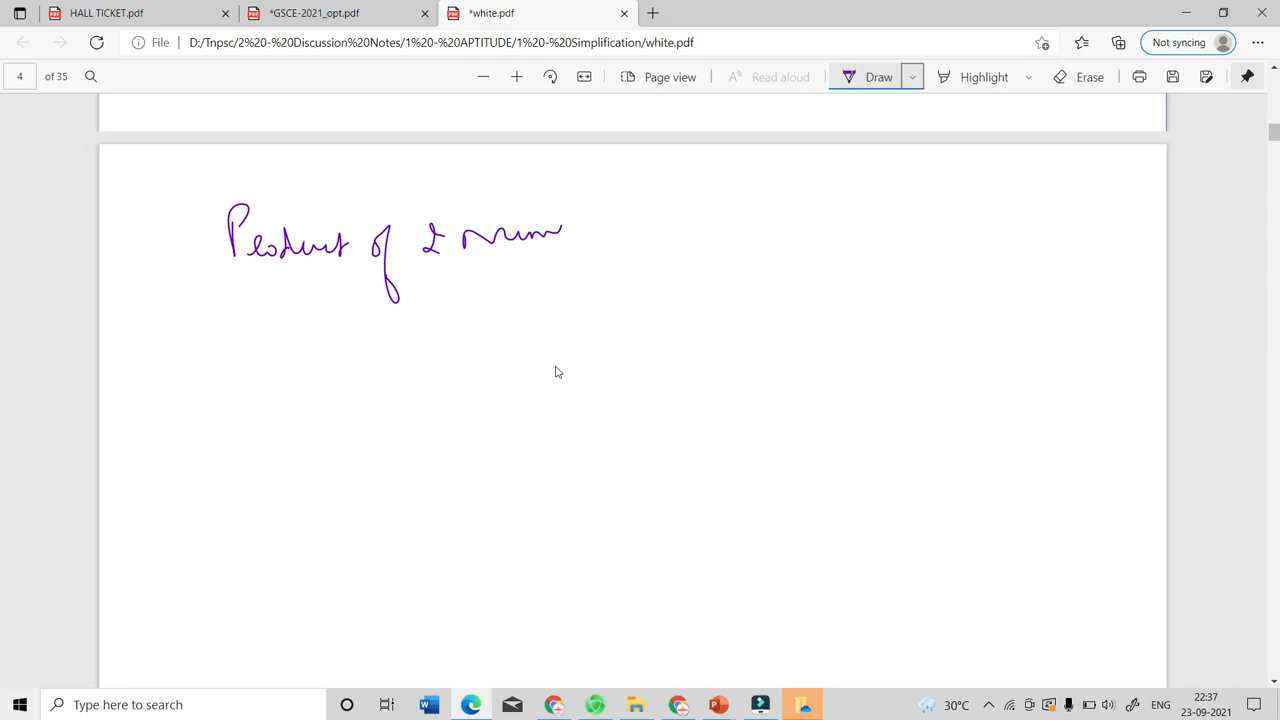 HALL TICKET.pdf *GSCE-2021_opt.pdf *white.pdf
File D:/Tnpsc/2%20-%20Discussion%20Notes/1%20-%20APTITUDE/1%20-%20Simplification/white.pdf Not syncing
4 of 35 Page view Read aloud Draw Highlight Erase
Product of 2 Num
Type here to search 30°C ENG 22:37
23-09-2021